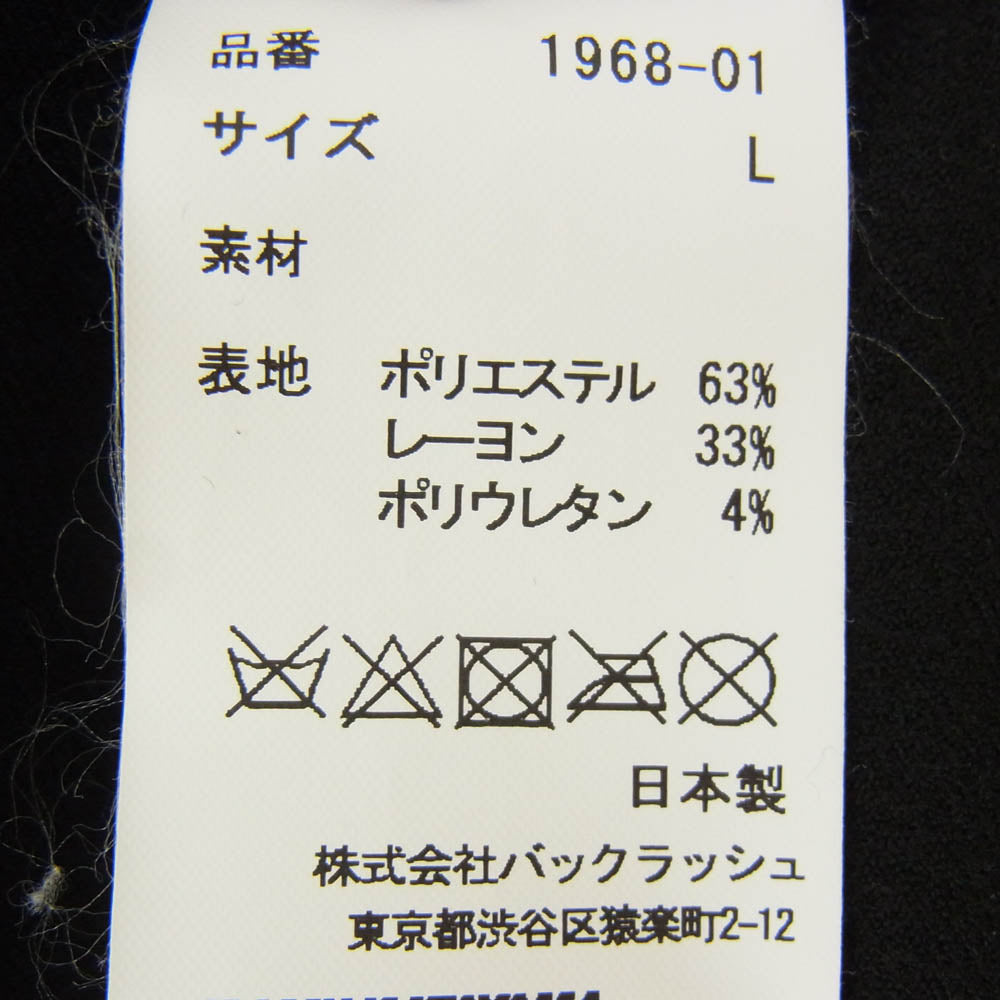 品番 1968-01
サイズ L
素材
表地 ポリエステル 63%
レーヨン 33%
ポリウレタン 4%
日本製
株式会社バックラッシュ
東京都渋谷区猿楽町2-12